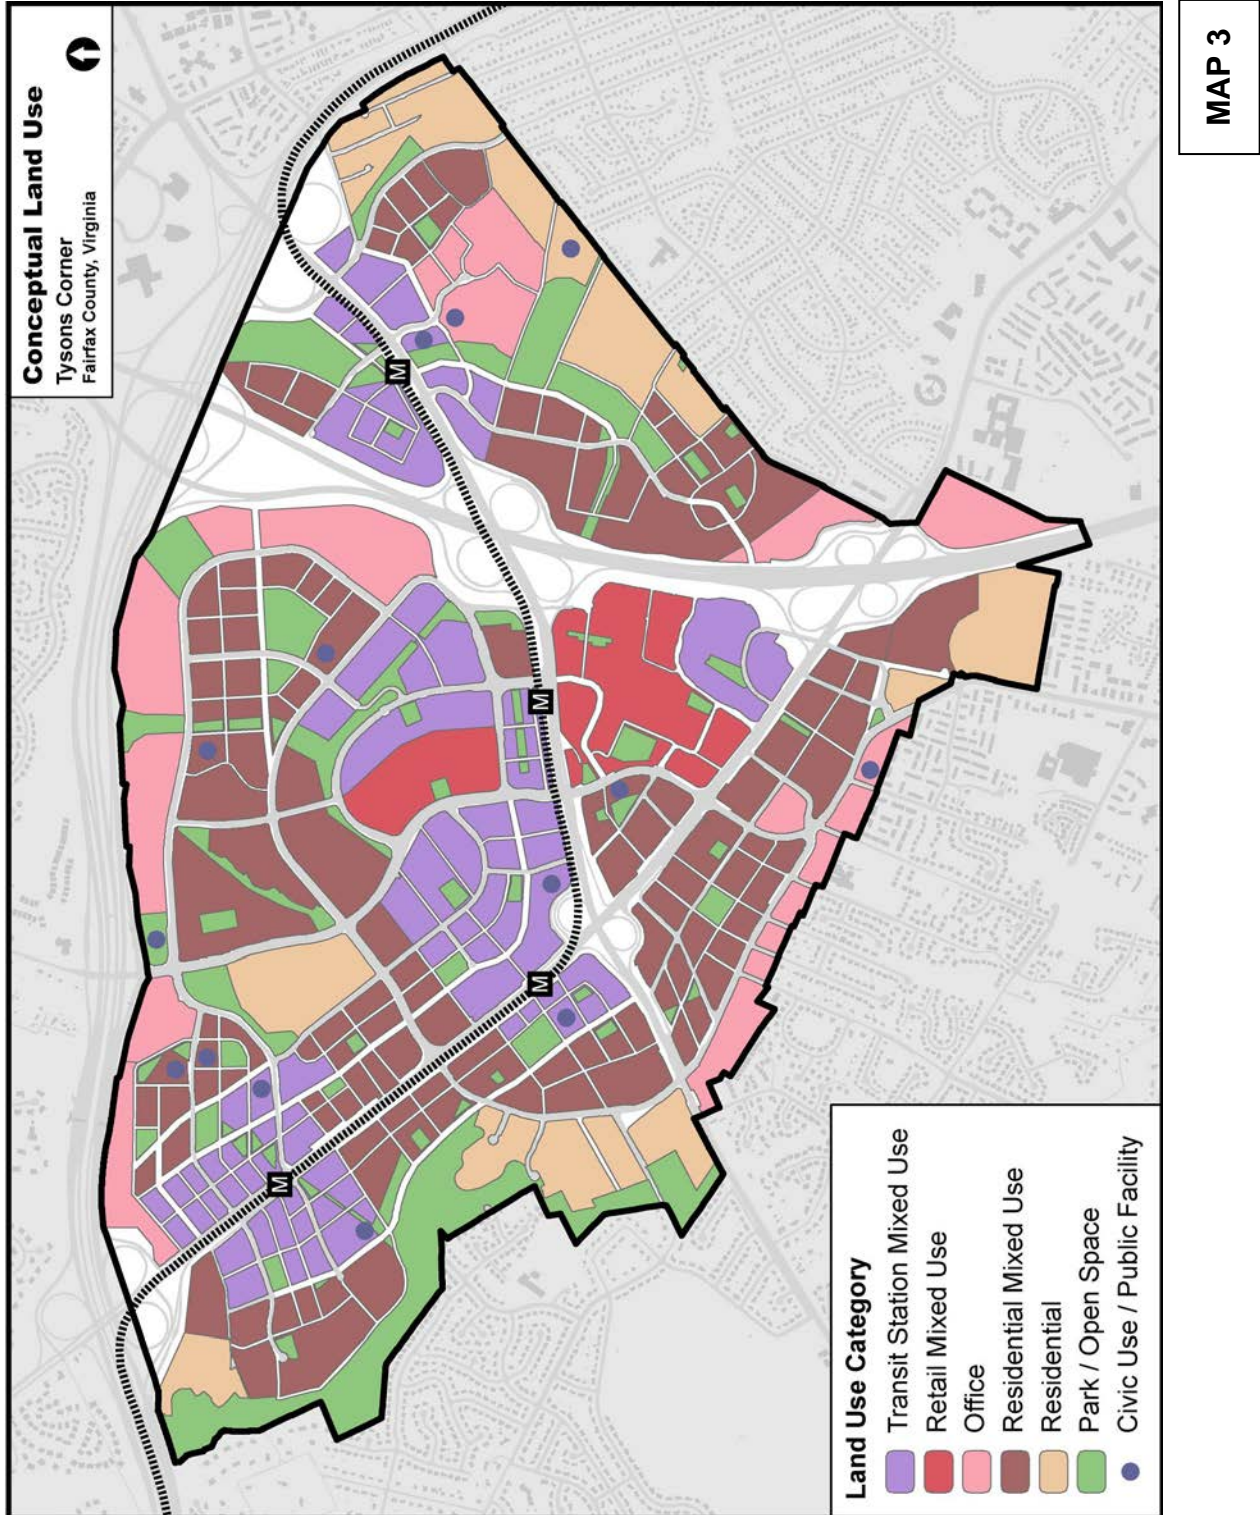 MAP 3
Conceptual Land Use
Tysons Corner
Fairfax County, Virginia
M
M
M
M
Land Use Category
Transit Station Mixed Use
Retail Mixed Use
Office
Residential Mixed Use
Residential
Park / Open Space
Civic Use / Public Facility